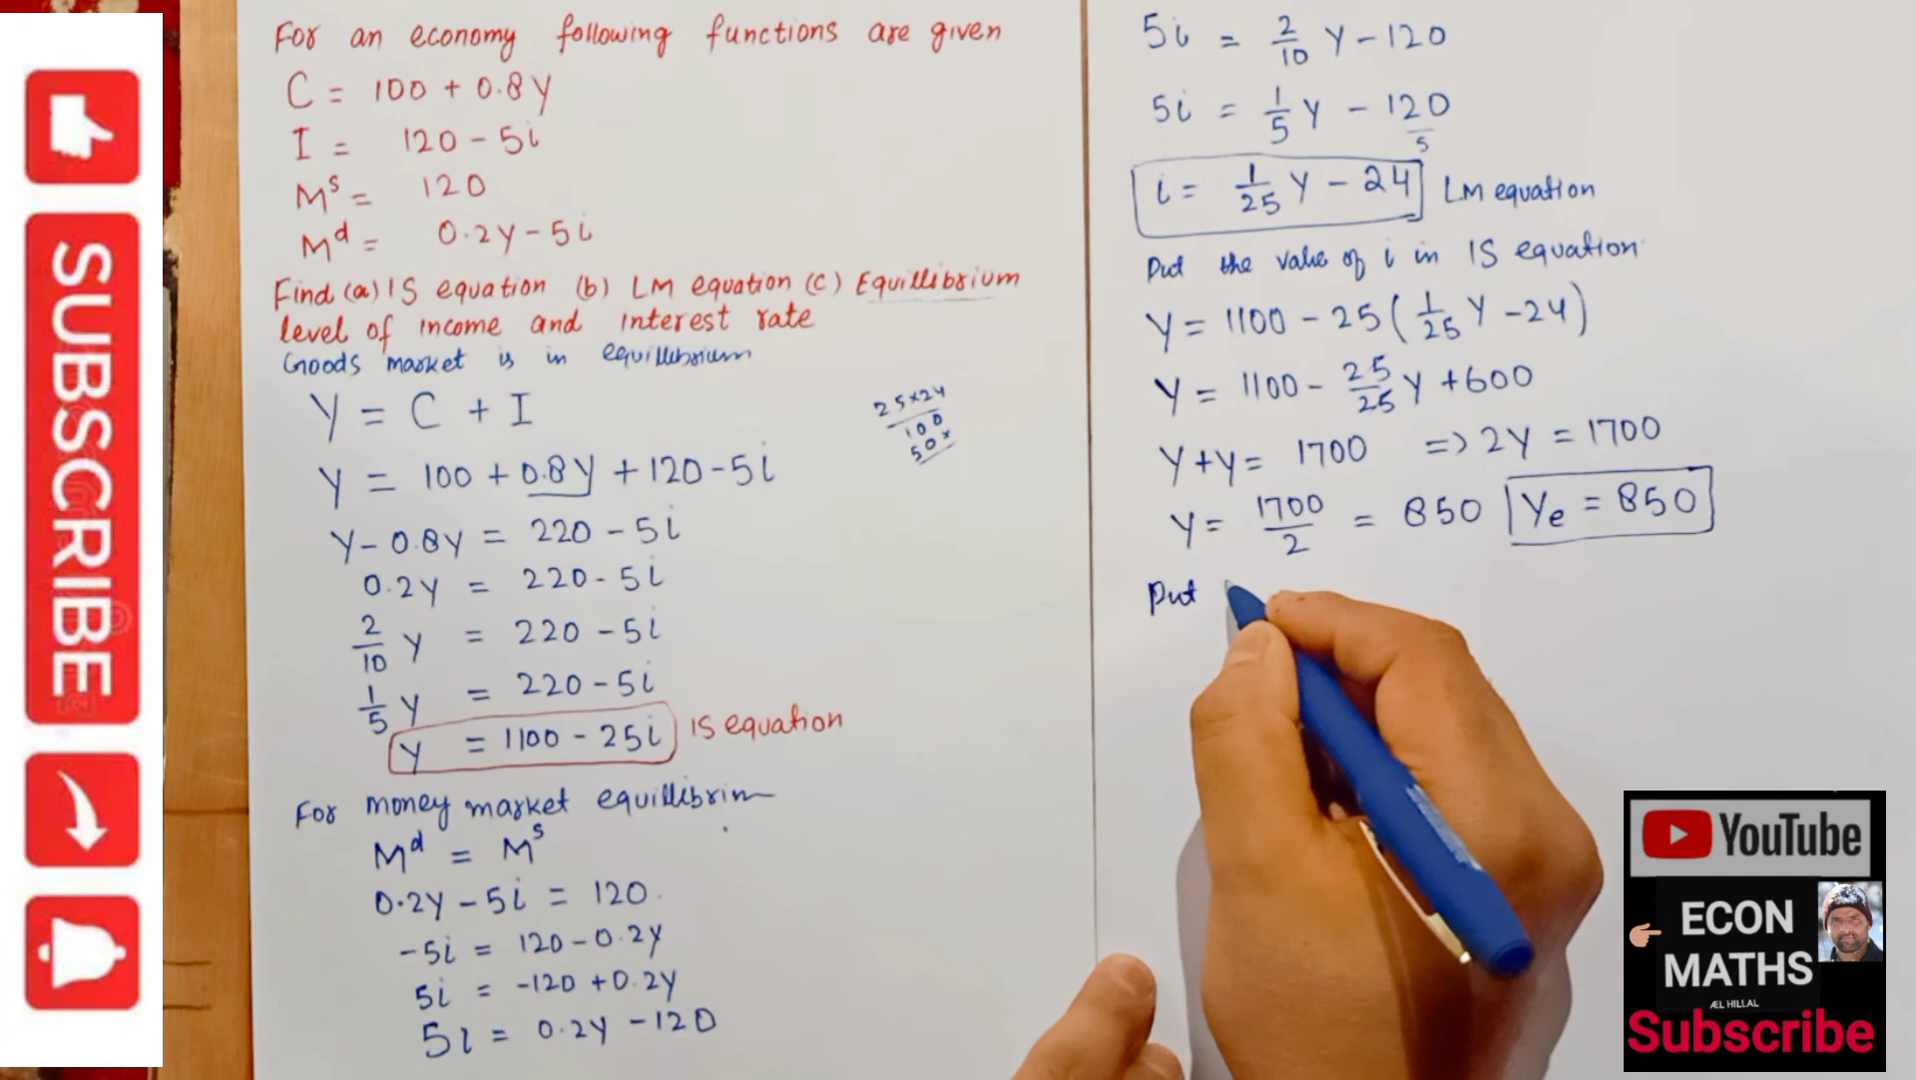 SUBSCRIBE
For an economy following functions are given
C = 100 + 0.8Y
I = 120 - 5i
Mˢ = 120
Mᵈ = 0.2Y - 5i
Find (a) IS equation (b) LM equation (c) Equillibrium
level of income and interest rate
Goods market is in equillibrium
Y = C + I
Y = 100 + 0.8Y + 120 - 5i
Y - 0.8Y = 220 - 5i
0.2Y = 220 - 5i
2/10 Y = 220 - 5i
1/5 Y = 220 - 5i
Y = 1100 - 25i IS equation
For money market equillibrim
Mᵈ = Mˢ
0.2Y - 5i = 120.
-5i = 120 - 0.2Y
5i = -120 + 0.2Y
5i = 0.2Y - 120
25×24
100
50×
5i = 2/10 Y - 120
5i = 1/5 Y - 120/5
i = 1/25 Y - 24 LM equation
Put the value of i in IS equation
Y = 1100 - 25(1/25 Y - 24)
Y = 1100 - 25/25 Y + 600
Y + Y = 1700 => 2Y = 1700
Y = 1700/2 = 850 Ye = 850
Put
YouTube
ECON
MATHS
ÆL HILLAL
Subscribe